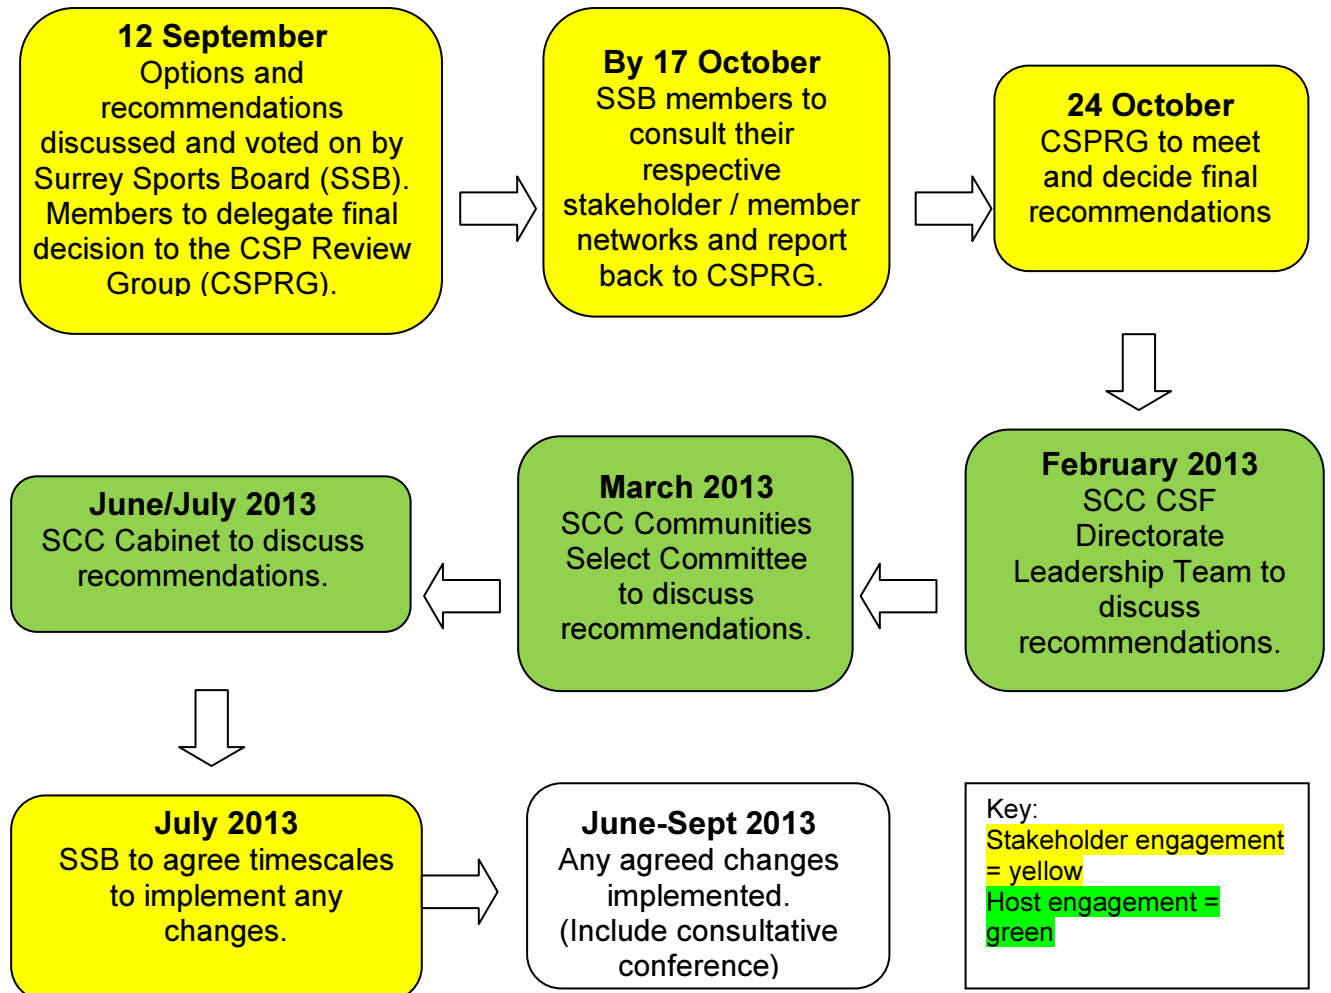 12 September
Options and
recommendations
discussed and voted on by
Surrey Sports Board (SSB).
Members to delegate final
decision to the CSP Review
Group (CSPRG).
By 17 October
SSB members to
consult their
respective
stakeholder / member
networks and report
back to CSPRG.
24 October
CSPRG to meet
and decide final
recommendations
February 2013
SCC CSF
Directorate
Leadership Team to
discuss
recommendations.
March 2013
SCC Communities
Select Committee
to discuss
recommendations.
June/July 2013
SCC Cabinet to discuss
recommendations.
July 2013
SSB to agree timescales
to implement any
changes.
June-Sept 2013
Any agreed changes
implemented.
(Include consultative
conference)
Key:
Stakeholder engagement
= yellow
Host engagement =
green